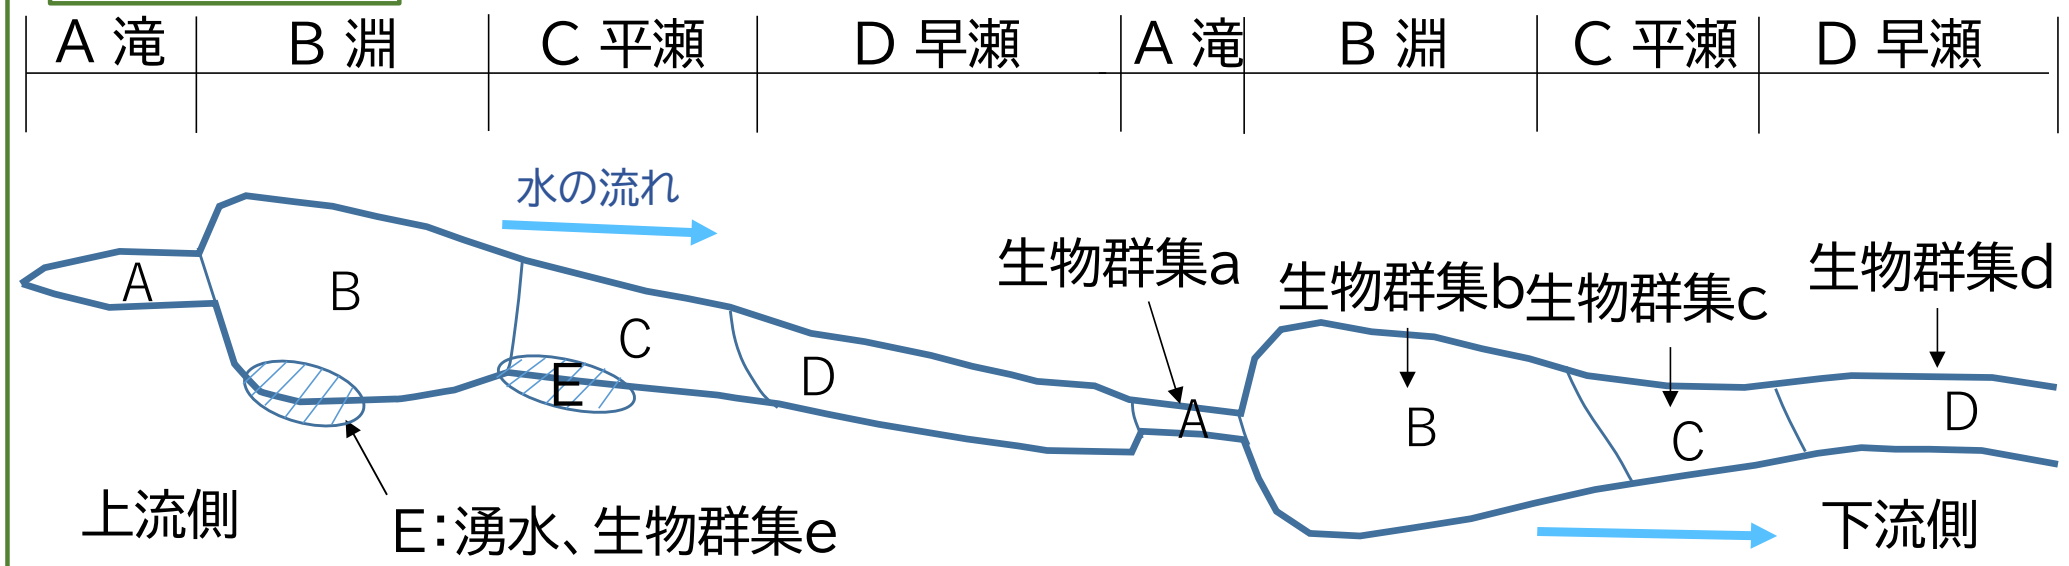 A 滝 B 淵 C 平瀬 D 早瀬 A 滝 B 淵 C 平瀬 D 早瀬
水の流れ
生物群集a
生物群集b
生物群集c
生物群集d
A
B
C
D
E
A
B
C
D
上流側
E：湧水、生物群集e
下流側